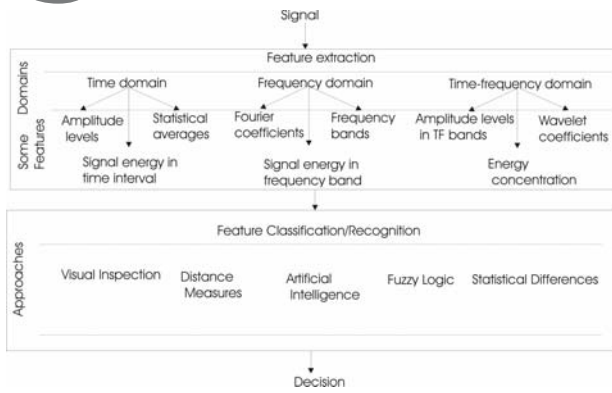 Signal
Feature extraction
Domains
Time domain
Frequency domain
Time-frequency domain
Some
Features
Amplitude
levels
Statistical
averages
Signal energy in
time interval
Fourier
coefficients
Frequency
bands
Signal energy in
frequency band
Amplitude levels
in TF bands
Wavelet
coefficients
Energy
concentration
Feature Classification/Recognition
Approaches
Visual Inspection
Distance
Measures
Artificial
Intelligence
Fuzzy Logic
Statistical Differences
Decision